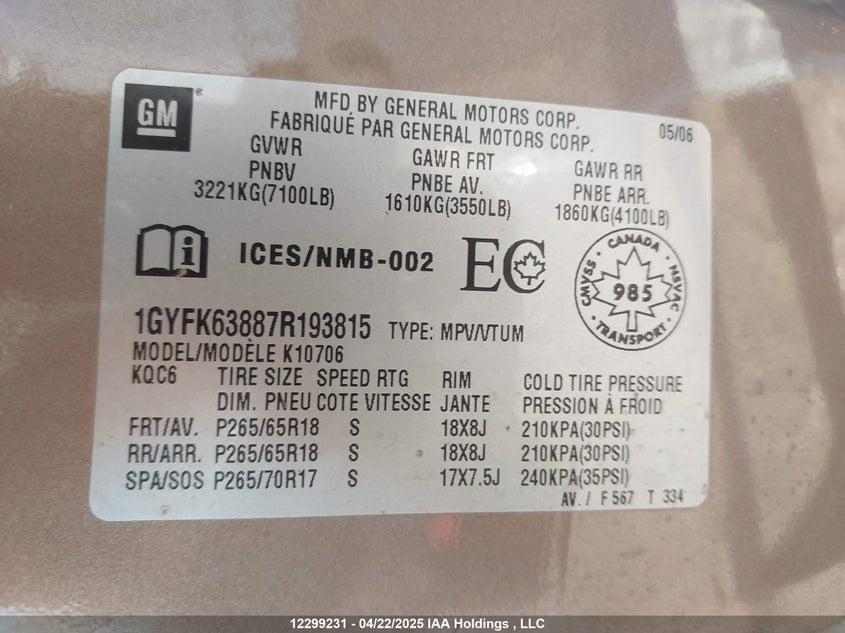 GM
MFD BY GENERAL MOTORS CORP.
05/06
FABRIQUÉ PAR GENERAL MOTORS CORP.
GVWR
PNBV
3221KG(7100LB)
GAWR FRT
PNBE AV.
1610KG(3550LB)
GAWR RR
PNBE ARR.
1860KG(4100LB)
i
ICES/NMB-002
EC
CANADA
CMVSS
985
NSVAC
TRANSPORT
1GYFK63887R193815 TYPE: MPV/VTUM
MODEL/MODÈLE K10706
KQC6 TIRE SIZE SPEED RTG RIM COLD TIRE PRESSURE
DIM. PNEU COTE VITESSE JANTE PRESSION À FROID
FRT/AV. P265/65R18 S 18X8J 210KPA(30PSI)
RR/ARR. P265/65R18 S 18X8J 210KPA(30PSI)
SPA/SOS P265/70R17 S 17X7.5J 240KPA(35PSI)
AV. / F 567 T 334
12299231 - 04/22/2025 IAA Holdings , LLC